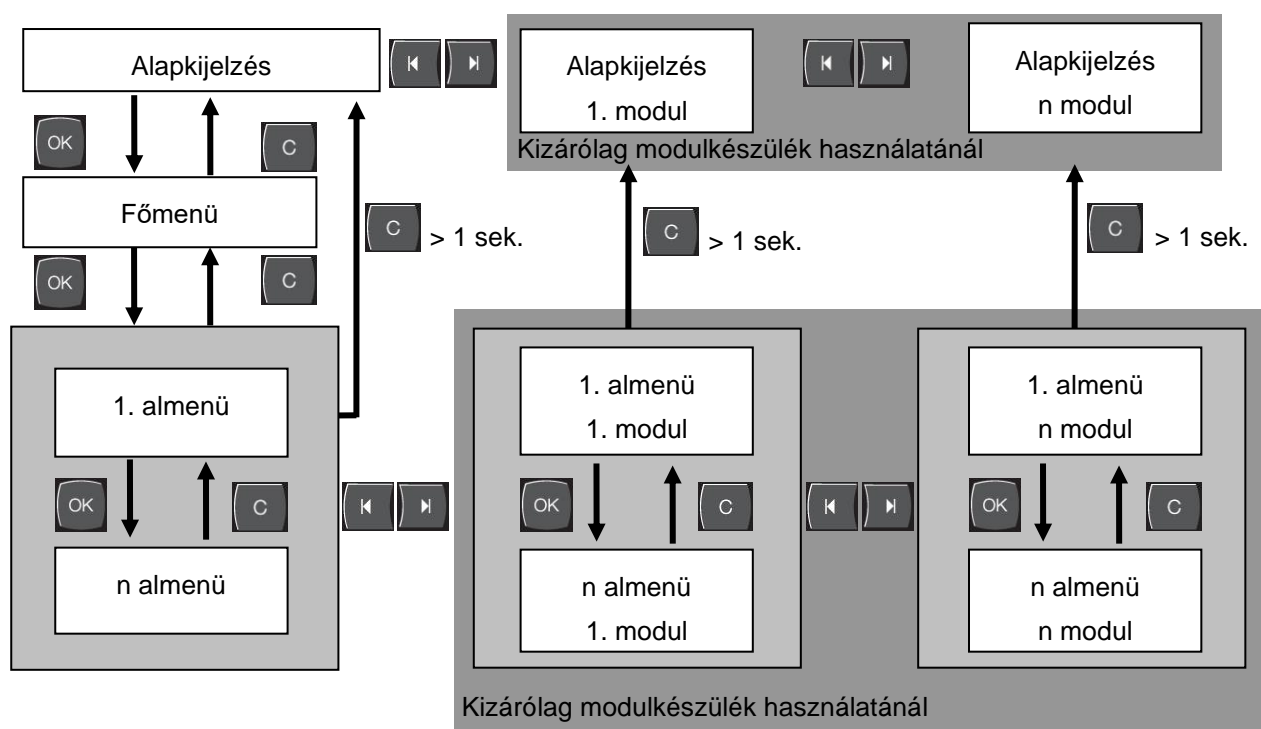 Alapkijelzés
Alapkijelzés
1. modul
Alapkijelzés
n modul
Kizárólag modulkészülék használatánál
OK
C
Főmenü
C
> 1 sek.
C
> 1 sek.
C
> 1 sek.
OK
C
1. almenü
OK
C
n almenü
1. almenü
1. modul
OK
C
n almenü
1. modul
1. almenü
n modul
OK
C
n almenü
n modul
Kizárólag modulkészülék használatánál